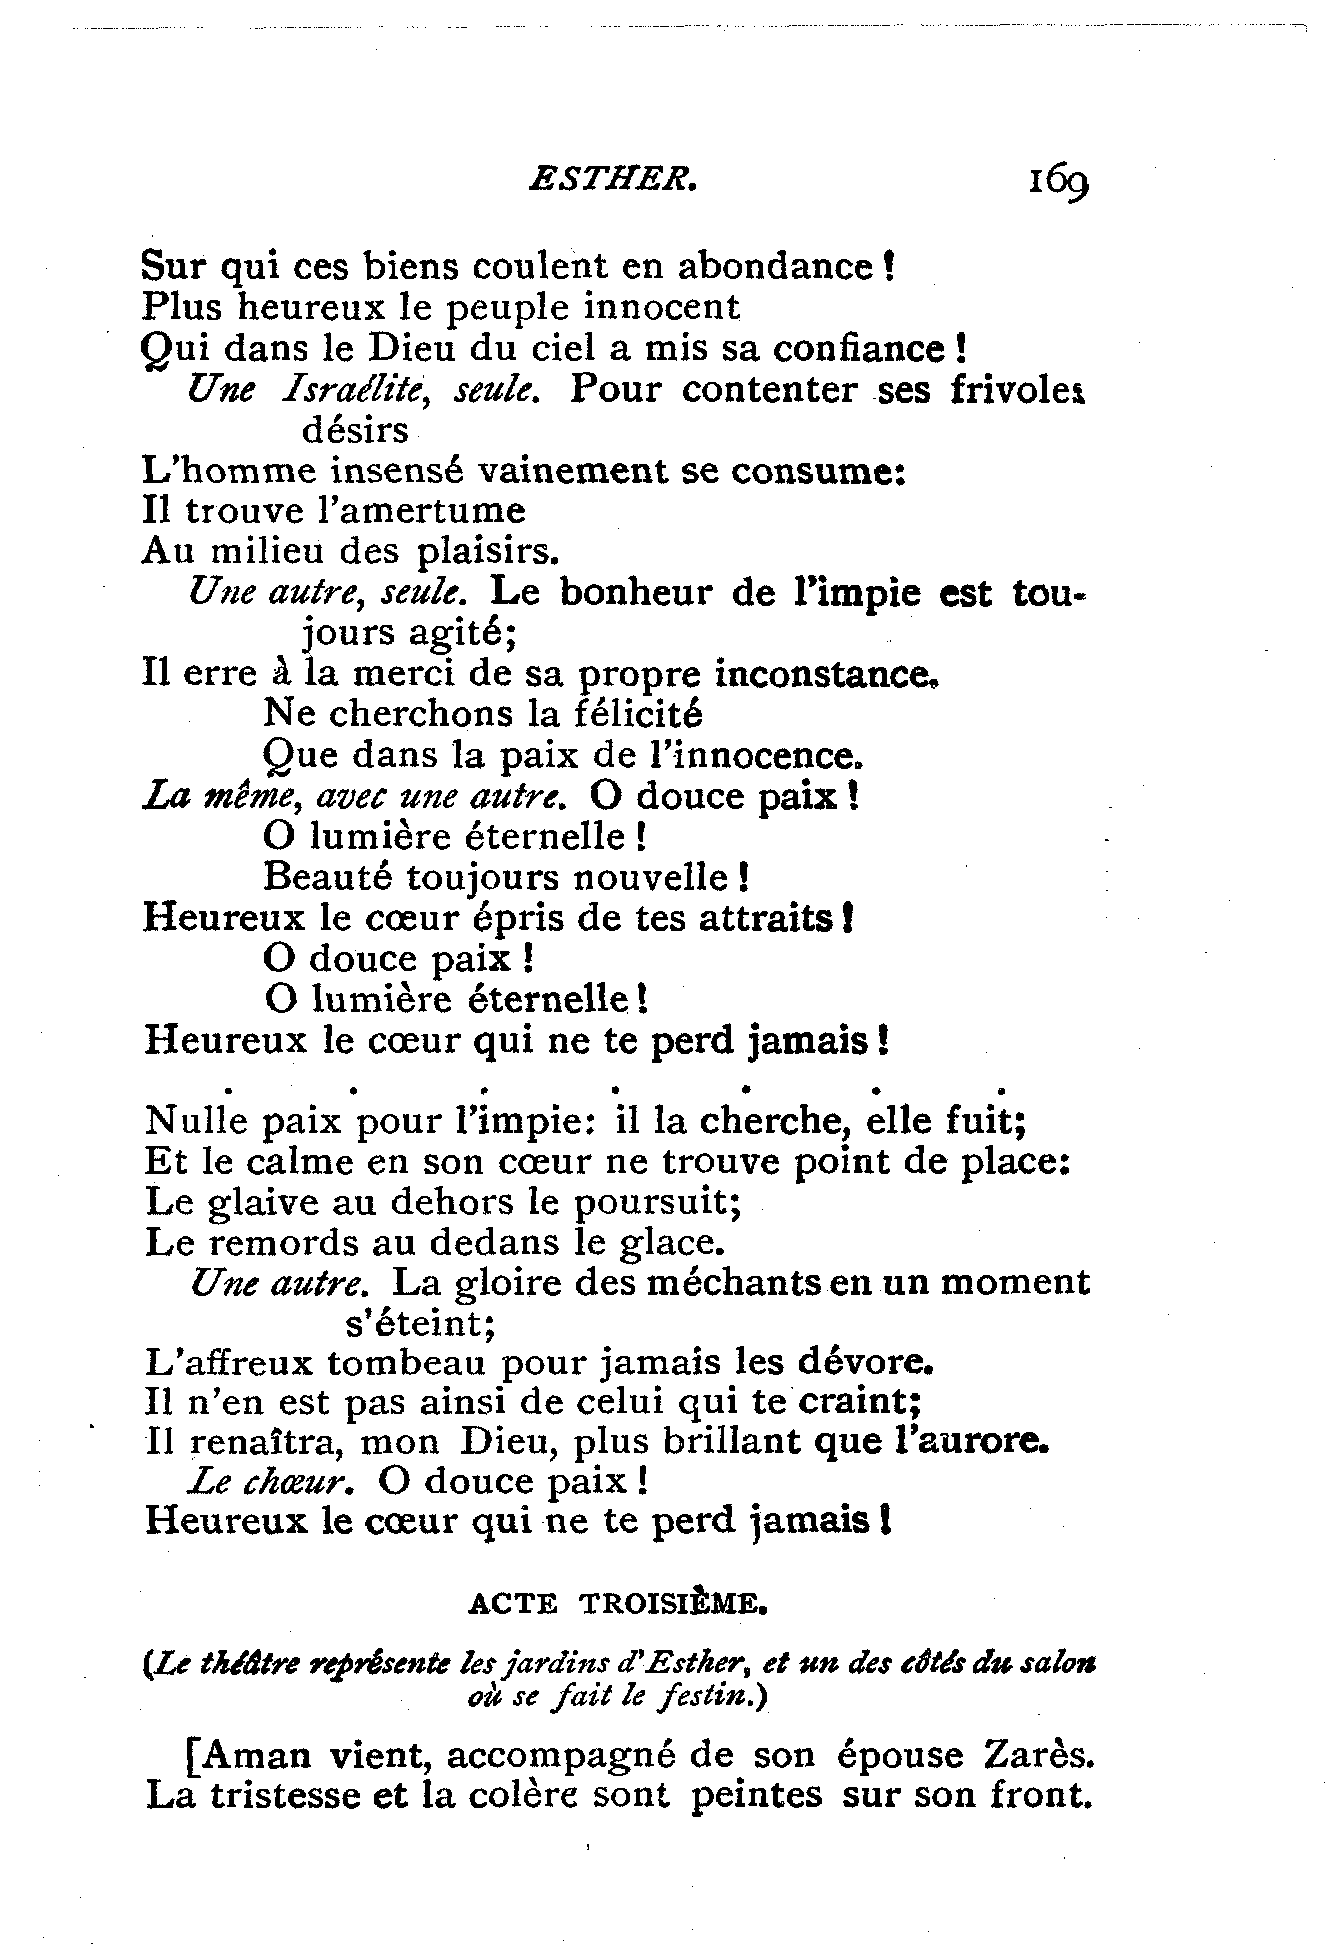 ESTHER. 169
Sur qui ces biens coulent en abondance !
Plus heureux le peuple innocent
Qui dans le Dieu du ciel a mis sa confiance !
Une Israélite, seule. Pour contenter ses frivoles
désirs
L'homme insensé vainement se consume:
Il trouve l'amertume
Au milieu des plaisirs.
Une autre, seule. Le bonheur de l'impie est tou-
jours agité;
Il erre à la merci de sa propre inconstance.
Ne cherchons la félicité
Que dans la paix de l'innocence.
La même, avec une autre. O douce paix !
O lumière éternelle !
Beauté toujours nouvelle !
Heureux le cœur épris de tes attraits !
O douce paix !
O lumière éternelle !
Heureux le cœur qui ne te perd jamais !
. . . . . . .
Nulle paix pour l'impie: il la cherche, elle fuit;
Et le calme en son cœur ne trouve point de place:
Le glaive au dehors le poursuit;
Le remords au dedans le glace.
Une autre. La gloire des méchants en un moment
s'éteint;
L'affreux tombeau pour jamais les dévore.
Il n'en est pas ainsi de celui qui te craint;
Il renaîtra, mon Dieu, plus brillant que l'aurore.
Le chœur. O douce paix !
Heureux le cœur qui ne te perd jamais !
ACTE TROISIÈME.
(Le théâtre représente les jardins d'Esther, et un des côtés du salon
où se fait le festin.)
[Aman vient, accompagné de son épouse Zarès.
La tristesse et la colère sont peintes sur son front.